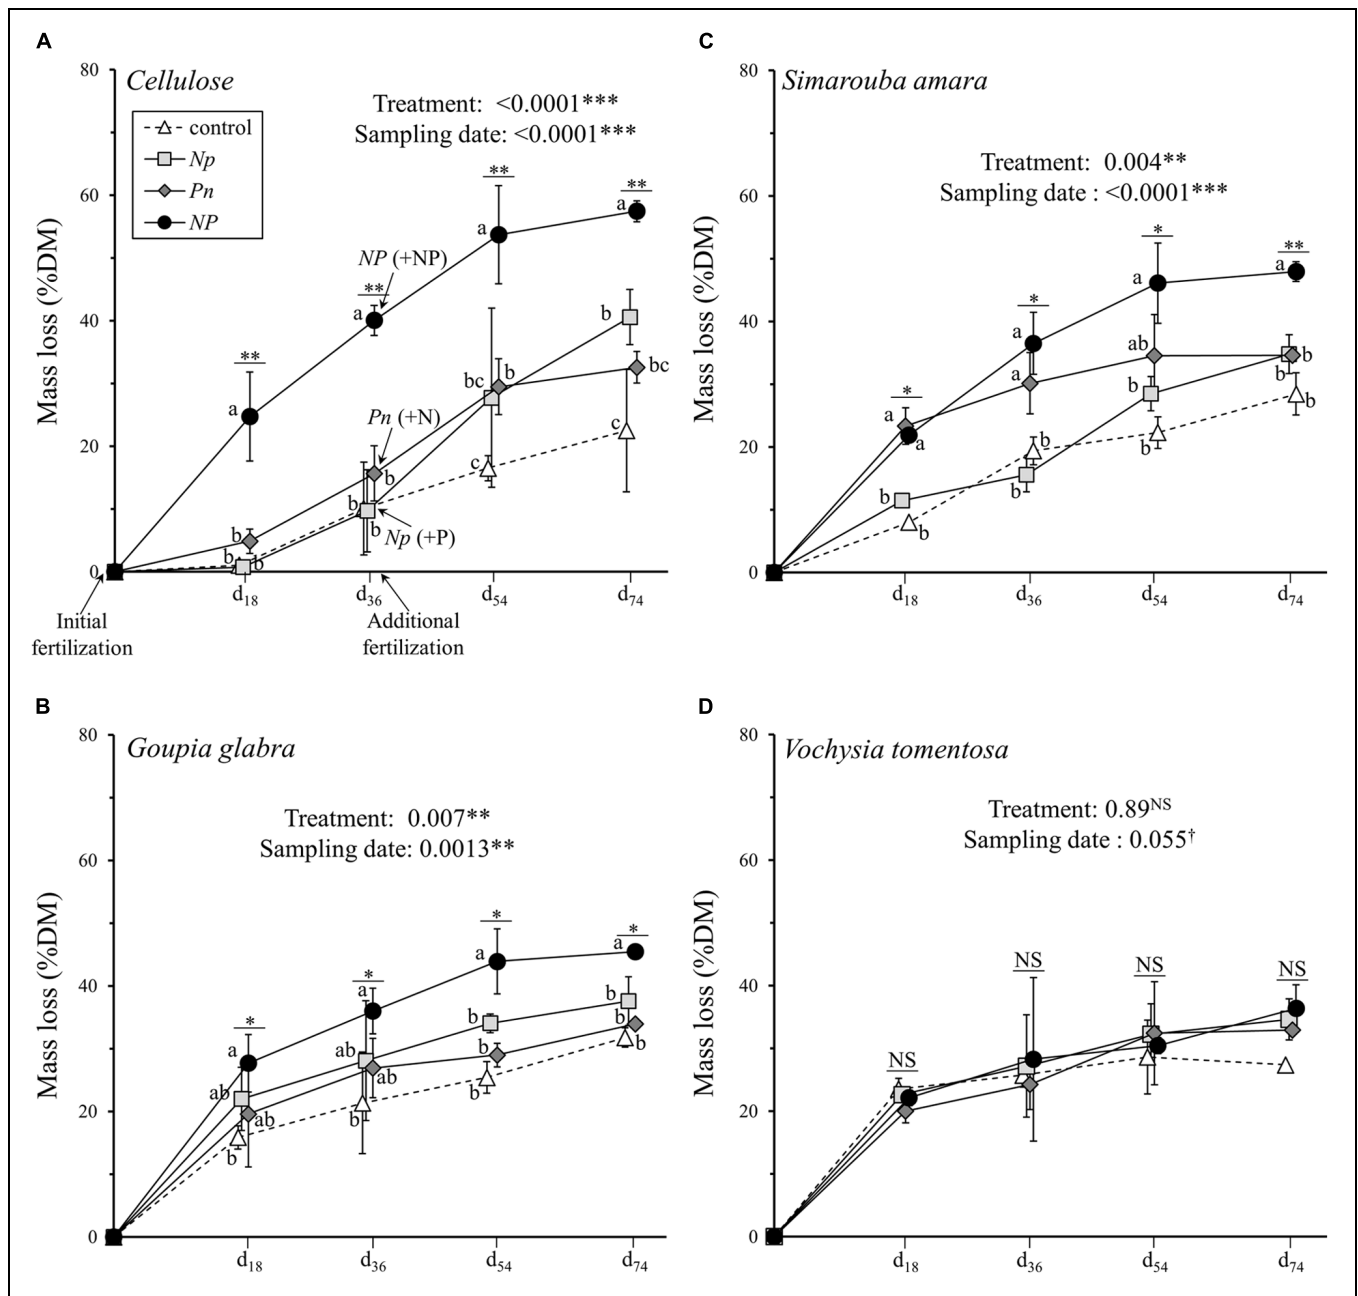 A
Cellulose
control
Np
Pn
NP
Treatment: <0.0001***
Sampling date: <0.0001***
Mass loss (%DM)
80
60
40
20
0
**
a
**
a
**
a
**
a
NP (+NP)
Pn (+N)
Np (+P)
b
b
b
b
b
b
bc
b
c
b
bc
c
d18
d36
d54
d74
Initial
fertilization
Additional
fertilization
C
Simarouba amara
Treatment: 0.004**
Sampling date : <0.0001***
Mass loss (%DM)
80
60
40
20
0
*
a
a
b
b
*
a
a
b
b
*
a
ab
b
b
**
a
b
b
b
d18
d36
d54
d74
B
Goupia glabra
Treatment: 0.007**
Sampling date: 0.0013**
Mass loss (%DM)
80
60
40
20
0
*
a
ab
ab
b
*
a
ab
ab
b
*
a
b
b
b
*
a
b
b
b
d18
d36
d54
d74
D
Vochysia tomentosa
Treatment: 0.89NS
Sampling date : 0.055†
Mass loss (%DM)
80
60
40
20
0
NS
NS
NS
NS
d18
d36
d54
d74